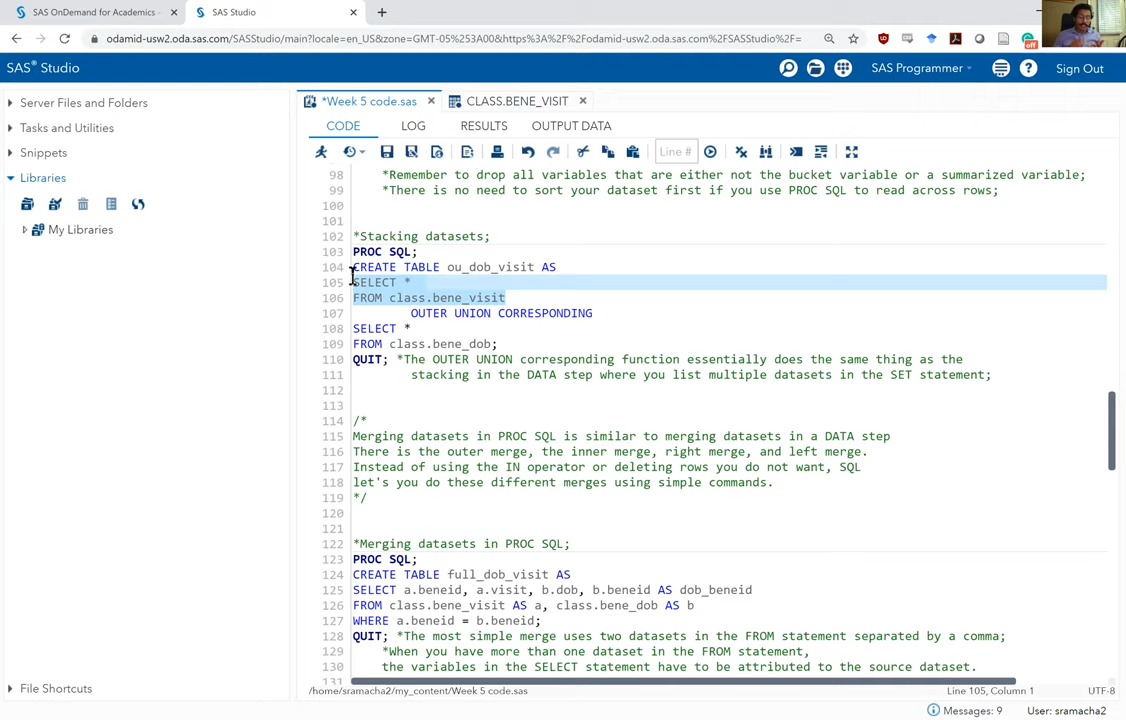 SAS OnDemand for Academics -
SAS Studio
odamid-usw2.oda.sas.com/SASStudio/main?locale=en_US&zone=GMT-05%253A00&https%3A%2F%2Fodamid-usw2.oda.sas.com%2FSASStudio%2F=
off
SAS® Studio
SAS Programmer
Sign Out
Server Files and Folders
Tasks and Utilities
Snippets
Libraries
My Libraries
File Shortcuts
*Week 5 code.sas
CLASS.BENE_VISIT
CODE
LOG
RESULTS
OUTPUT DATA
Line #
98 *Remember to drop all variables that are either not the bucket variable or a summarized variable;
99 *There is no need to sort your dataset first if you use PROC SQL to read across rows;
100
101
102 *Stacking datasets;
103 PROC SQL;
104 CREATE TABLE ou_dob_visit AS
105 SELECT *
106 FROM class.bene_visit
107 OUTER UNION CORRESPONDING
108 SELECT *
109 FROM class.bene_dob;
110 QUIT; *The OUTER UNION corresponding function essentially does the same thing as the
111 stacking in the DATA step where you list multiple datasets in the SET statement;
112
113
114 /*
115 Merging datasets in PROC SQL is similar to merging datasets in a DATA step
116 There is the outer merge, the inner merge, right merge, and left merge.
117 Instead of using the IN operator or deleting rows you do not want, SQL
118 let's you do these different merges using simple commands.
119 */
120
121
122 *Merging datasets in PROC SQL;
123 PROC SQL;
124 CREATE TABLE full_dob_visit AS
125 SELECT a.beneid, a.visit, b.dob, b.beneid AS dob_beneid
126 FROM class.bene_visit AS a, class.bene_dob AS b
127 WHERE a.beneid = b.beneid;
128 QUIT; *The most simple merge uses two datasets in the FROM statement separated by a comma;
129 *When you have more than one dataset in the FROM statement,
130 the variables in the SELECT statement have to be attributed to the source dataset.
131
/home/sramacha2/my_content/Week 5 code.sas
Line 105, Column 1
UTF-8
Messages: 9
User: sramacha2